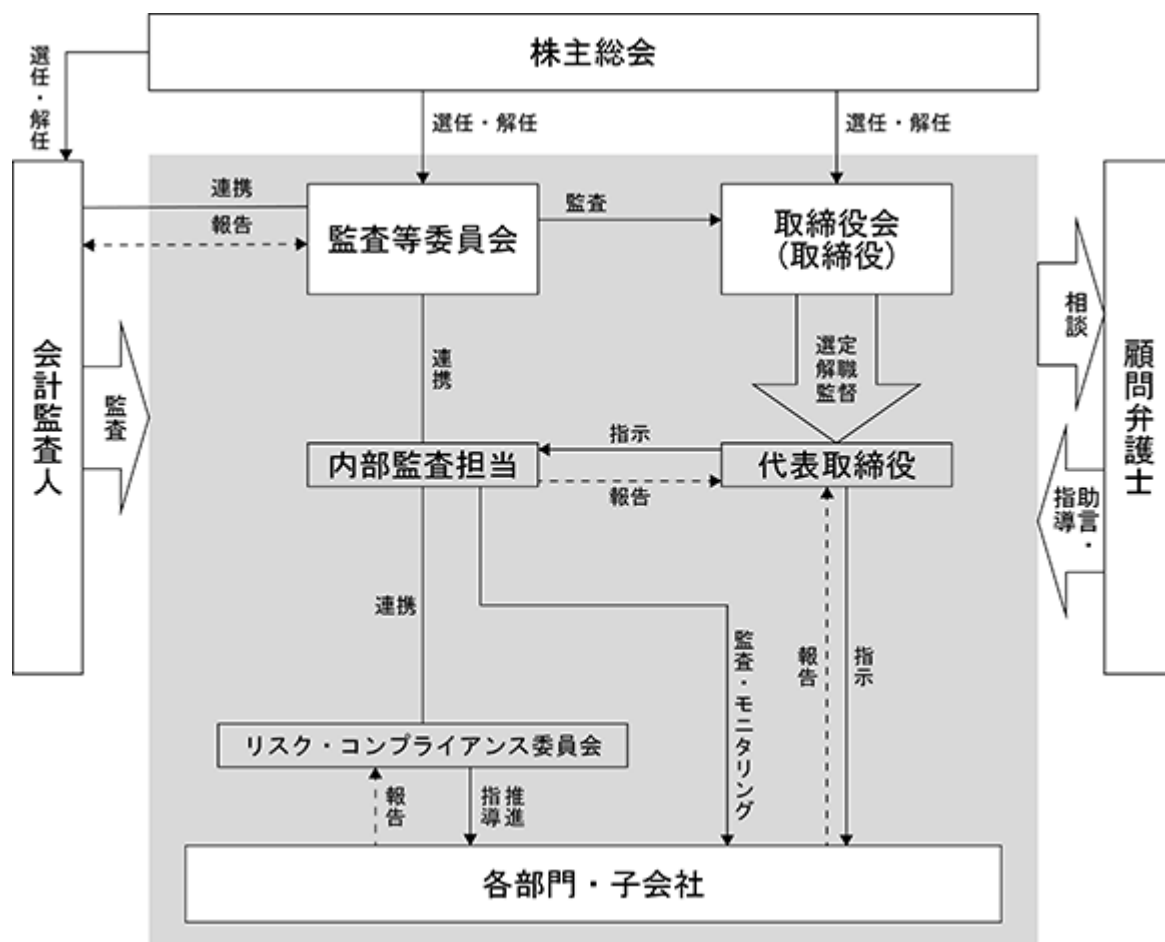 株主総会
選任・解任
選任・解任
選任・解任
連携
報告
監査等委員会
監査
取締役会
(取締役)
相談
会計監査人
監査
連携
選定
解職
監督
顧問弁護士
指示
内部監査担当
代表取締役
報告
助言・
指導
連携
監査・モニタリング
報告
指示
リスク・コンプライアンス委員会
報告
推進
指導
各部門・子会社